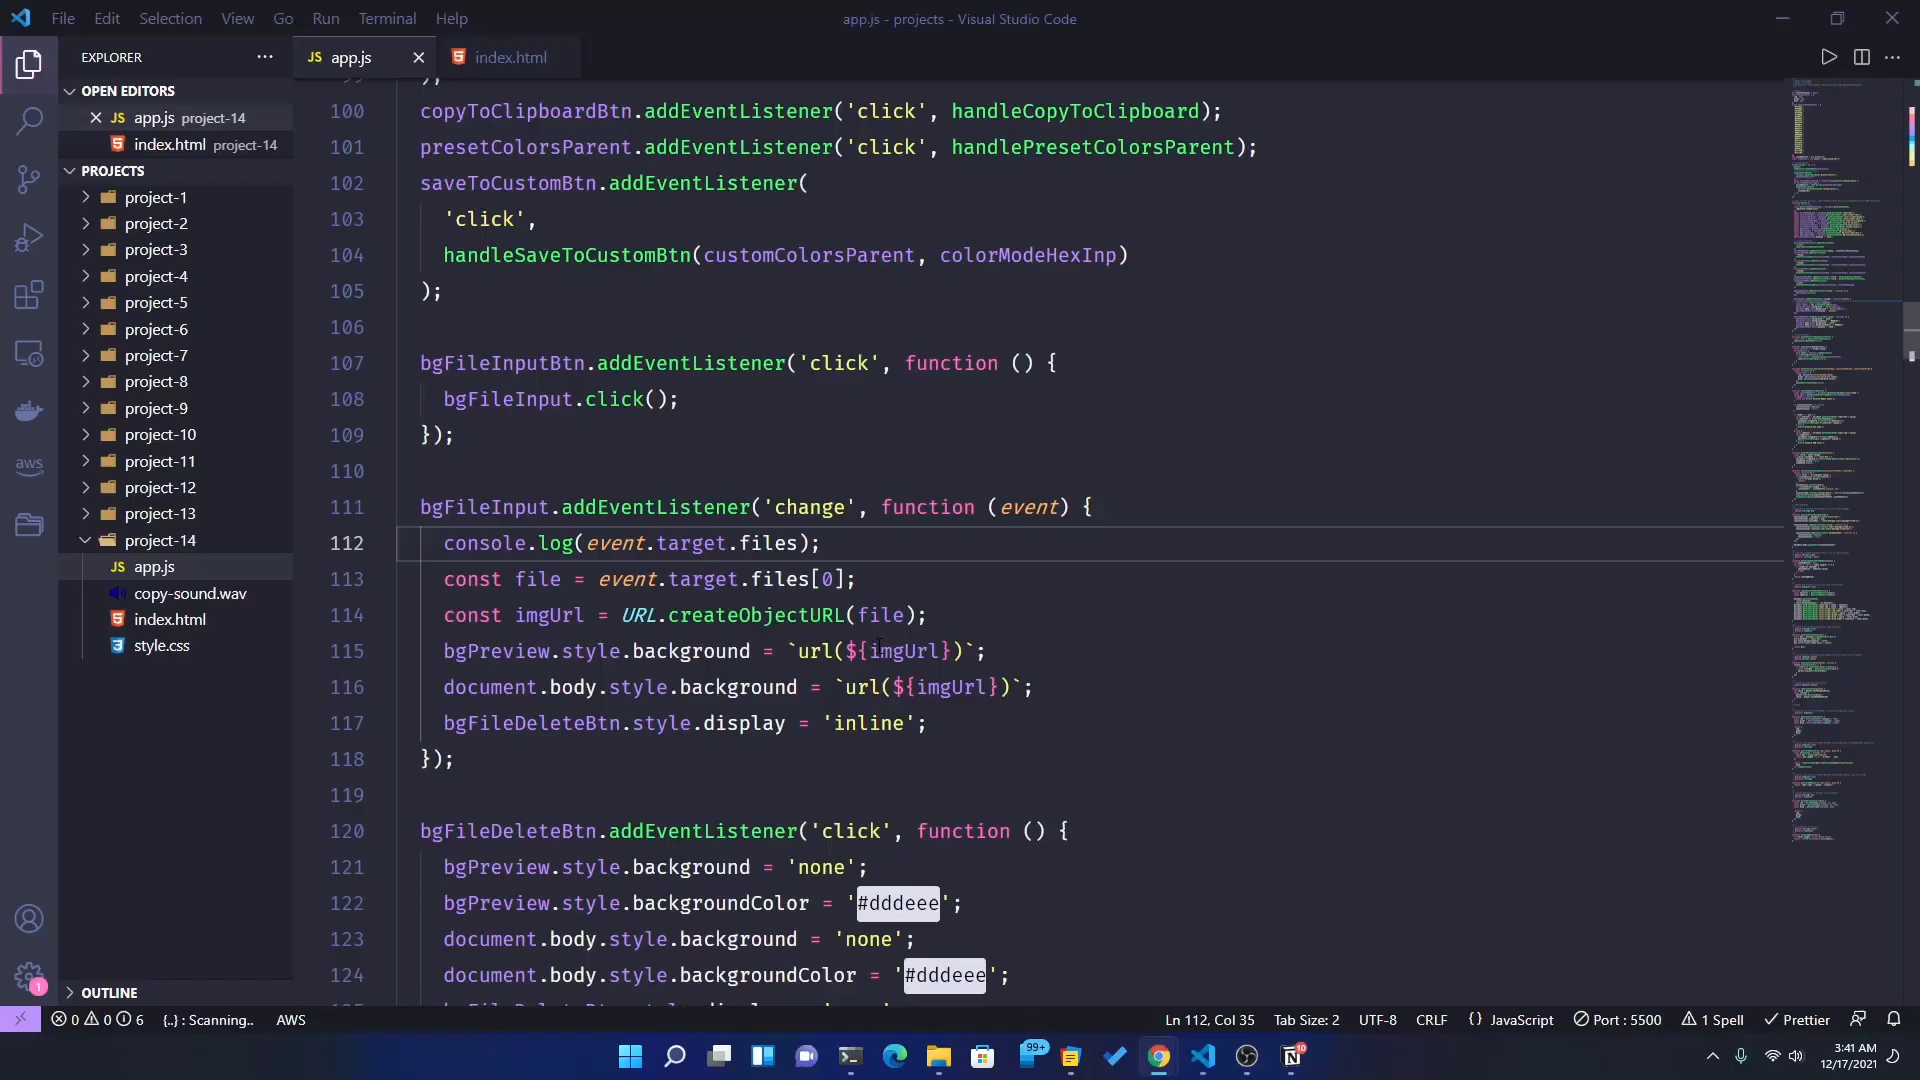 File Edit Selection View Go Run Terminal Help
app.js - projects - Visual Studio Code
EXPLORER
OPEN EDITORS
JS app.js project-14
index.html project-14
PROJECTS
project-1
project-2
project-3
project-4
project-5
project-6
project-7
project-8
project-9
project-10
project-11
project-12
project-13
project-14
JS app.js
copy-sound.wav
index.html
style.css
OUTLINE
aws
1
JS app.js
index.html
100 copyToClipboardBtn.addEventListener('click', handleCopyToClipboard);
101 presetColorsParent.addEventListener('click', handlePresetColorsParent);
102 saveToCustomBtn.addEventListener(
103 'click',
104 handleSaveToCustomBtn(customColorsParent, colorModeHexInp)
105 );
106
107 bgFileInputBtn.addEventListener('click', function () {
108 bgFileInput.click();
109 });
110
111 bgFileInput.addEventListener('change', function (event) {
112 console.log(event.target.files);
113 const file = event.target.files[0];
114 const imgUrl = URL.createObjectURL(file);
115 bgPreview.style.background = `url(${imgUrl})`;
116 document.body.style.background = `url(${imgUrl})`;
117 bgFileDeleteBtn.style.display = 'inline';
118 });
119
120 bgFileDeleteBtn.addEventListener('click', function () {
121 bgPreview.style.background = 'none';
122 bgPreview.style.backgroundColor = '#dddeee';
123 document.body.style.background = 'none';
124 document.body.style.backgroundColor = '#dddeee';
0 0 6 {..} : Scanning.. AWS
Ln 112, Col 35 Tab Size: 2 UTF-8 CRLF {} JavaScript Port : 5500 1 Spell Prettier
99+
10
3:41 AM
12/17/2021